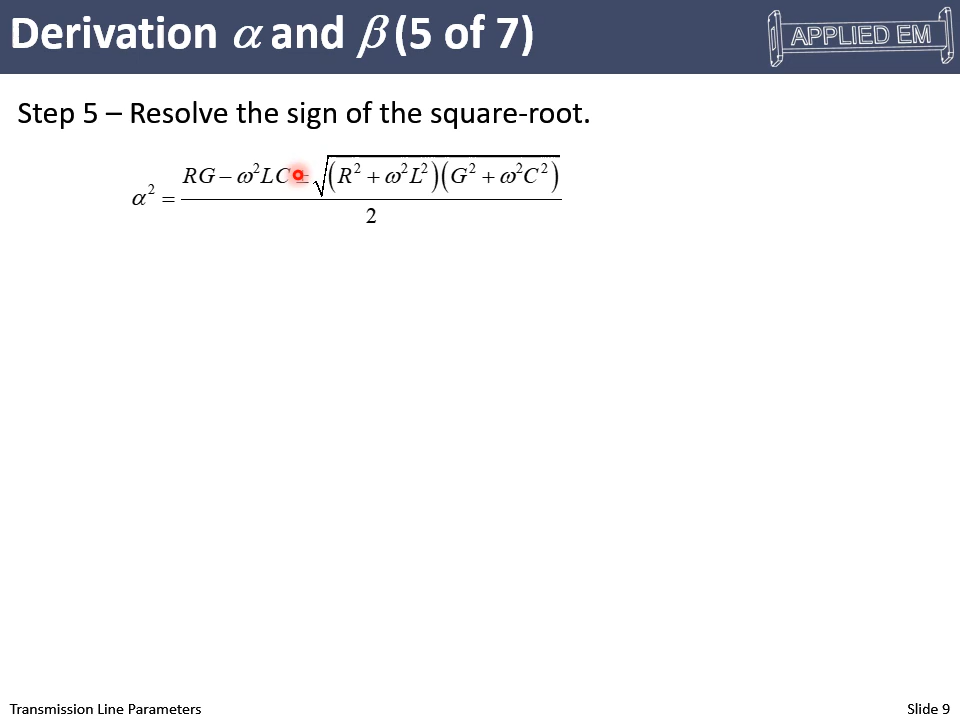 Derivation α and β (5 of 7)
APPLIED EM
Step 5 – Resolve the sign of the square-root.
α² = (RG − ω²LC ± √((R² + ω²L²)(G² + ω²C²))) / 2
Transmission Line Parameters
Slide 9